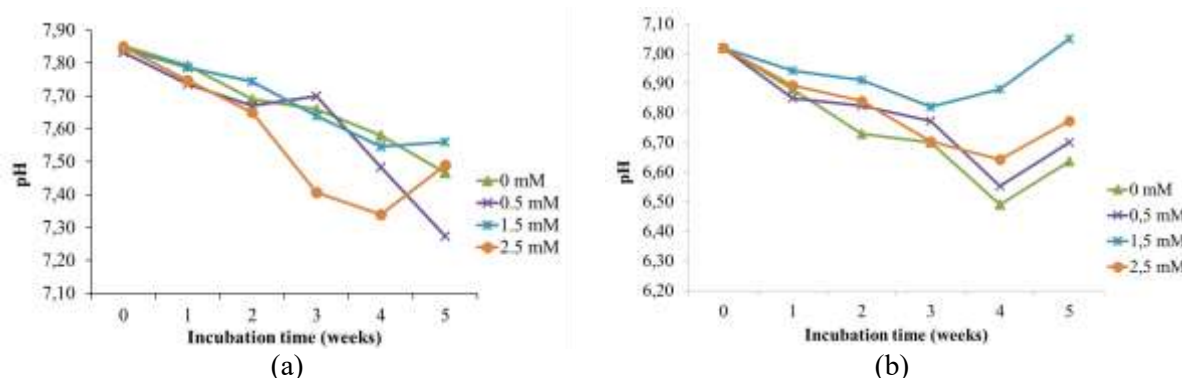 7,90
7,80
7,70
7,60
7,50
7,40
7,30
7,20
7,10
pH
0 1 2 3 4 5
Incubation time (weeks)
0 mM
0.5 mM
1.5 mM
2.5 mM
(a)
7,10
7,00
6,90
6,80
6,70
6,60
6,50
6,40
6,30
6,20
pH
0 1 2 3 4 5
Incubation time (weeks)
0 mM
0,5 mM
1,5 mM
2,5 mM
(b)